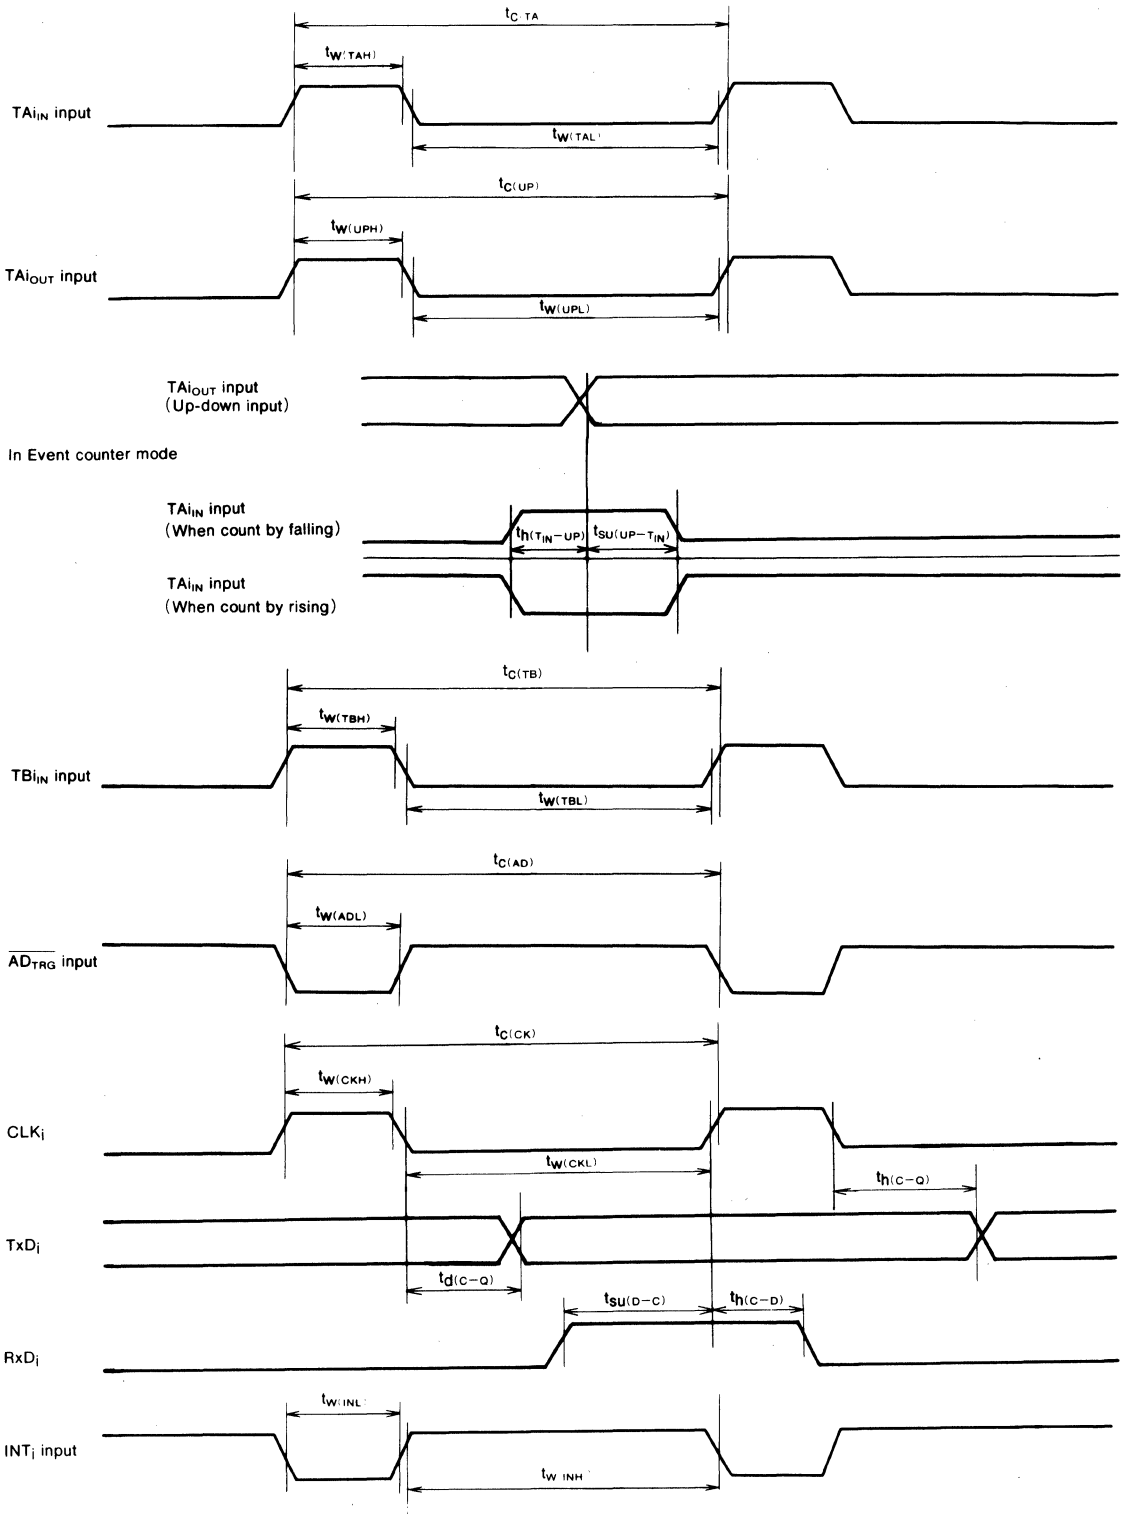 tC(TA)
tW(TAH)
TAiIN input
tW(TAL)
tC(UP)
tW(UPH)
TAiOUT input
tW(UPL)
TAiOUT input
(Up-down input)
In Event counter mode
TAiIN input
(When count by falling)
th(TIN–UP) tSU(UP–TIN)
TAiIN input
(When count by rising)
tC(TB)
tW(TBH)
TBiIN input
tW(TBL)
tC(AD)
tW(ADL)
ADTRG input
tC(CK)
tW(CKH)
CLKi
tW(CKL)
th(C–Q)
TxDi
td(C–Q)
tsu(D–C) th(C–D)
RxDi
tW(INL)
INTi input
tW(INH)